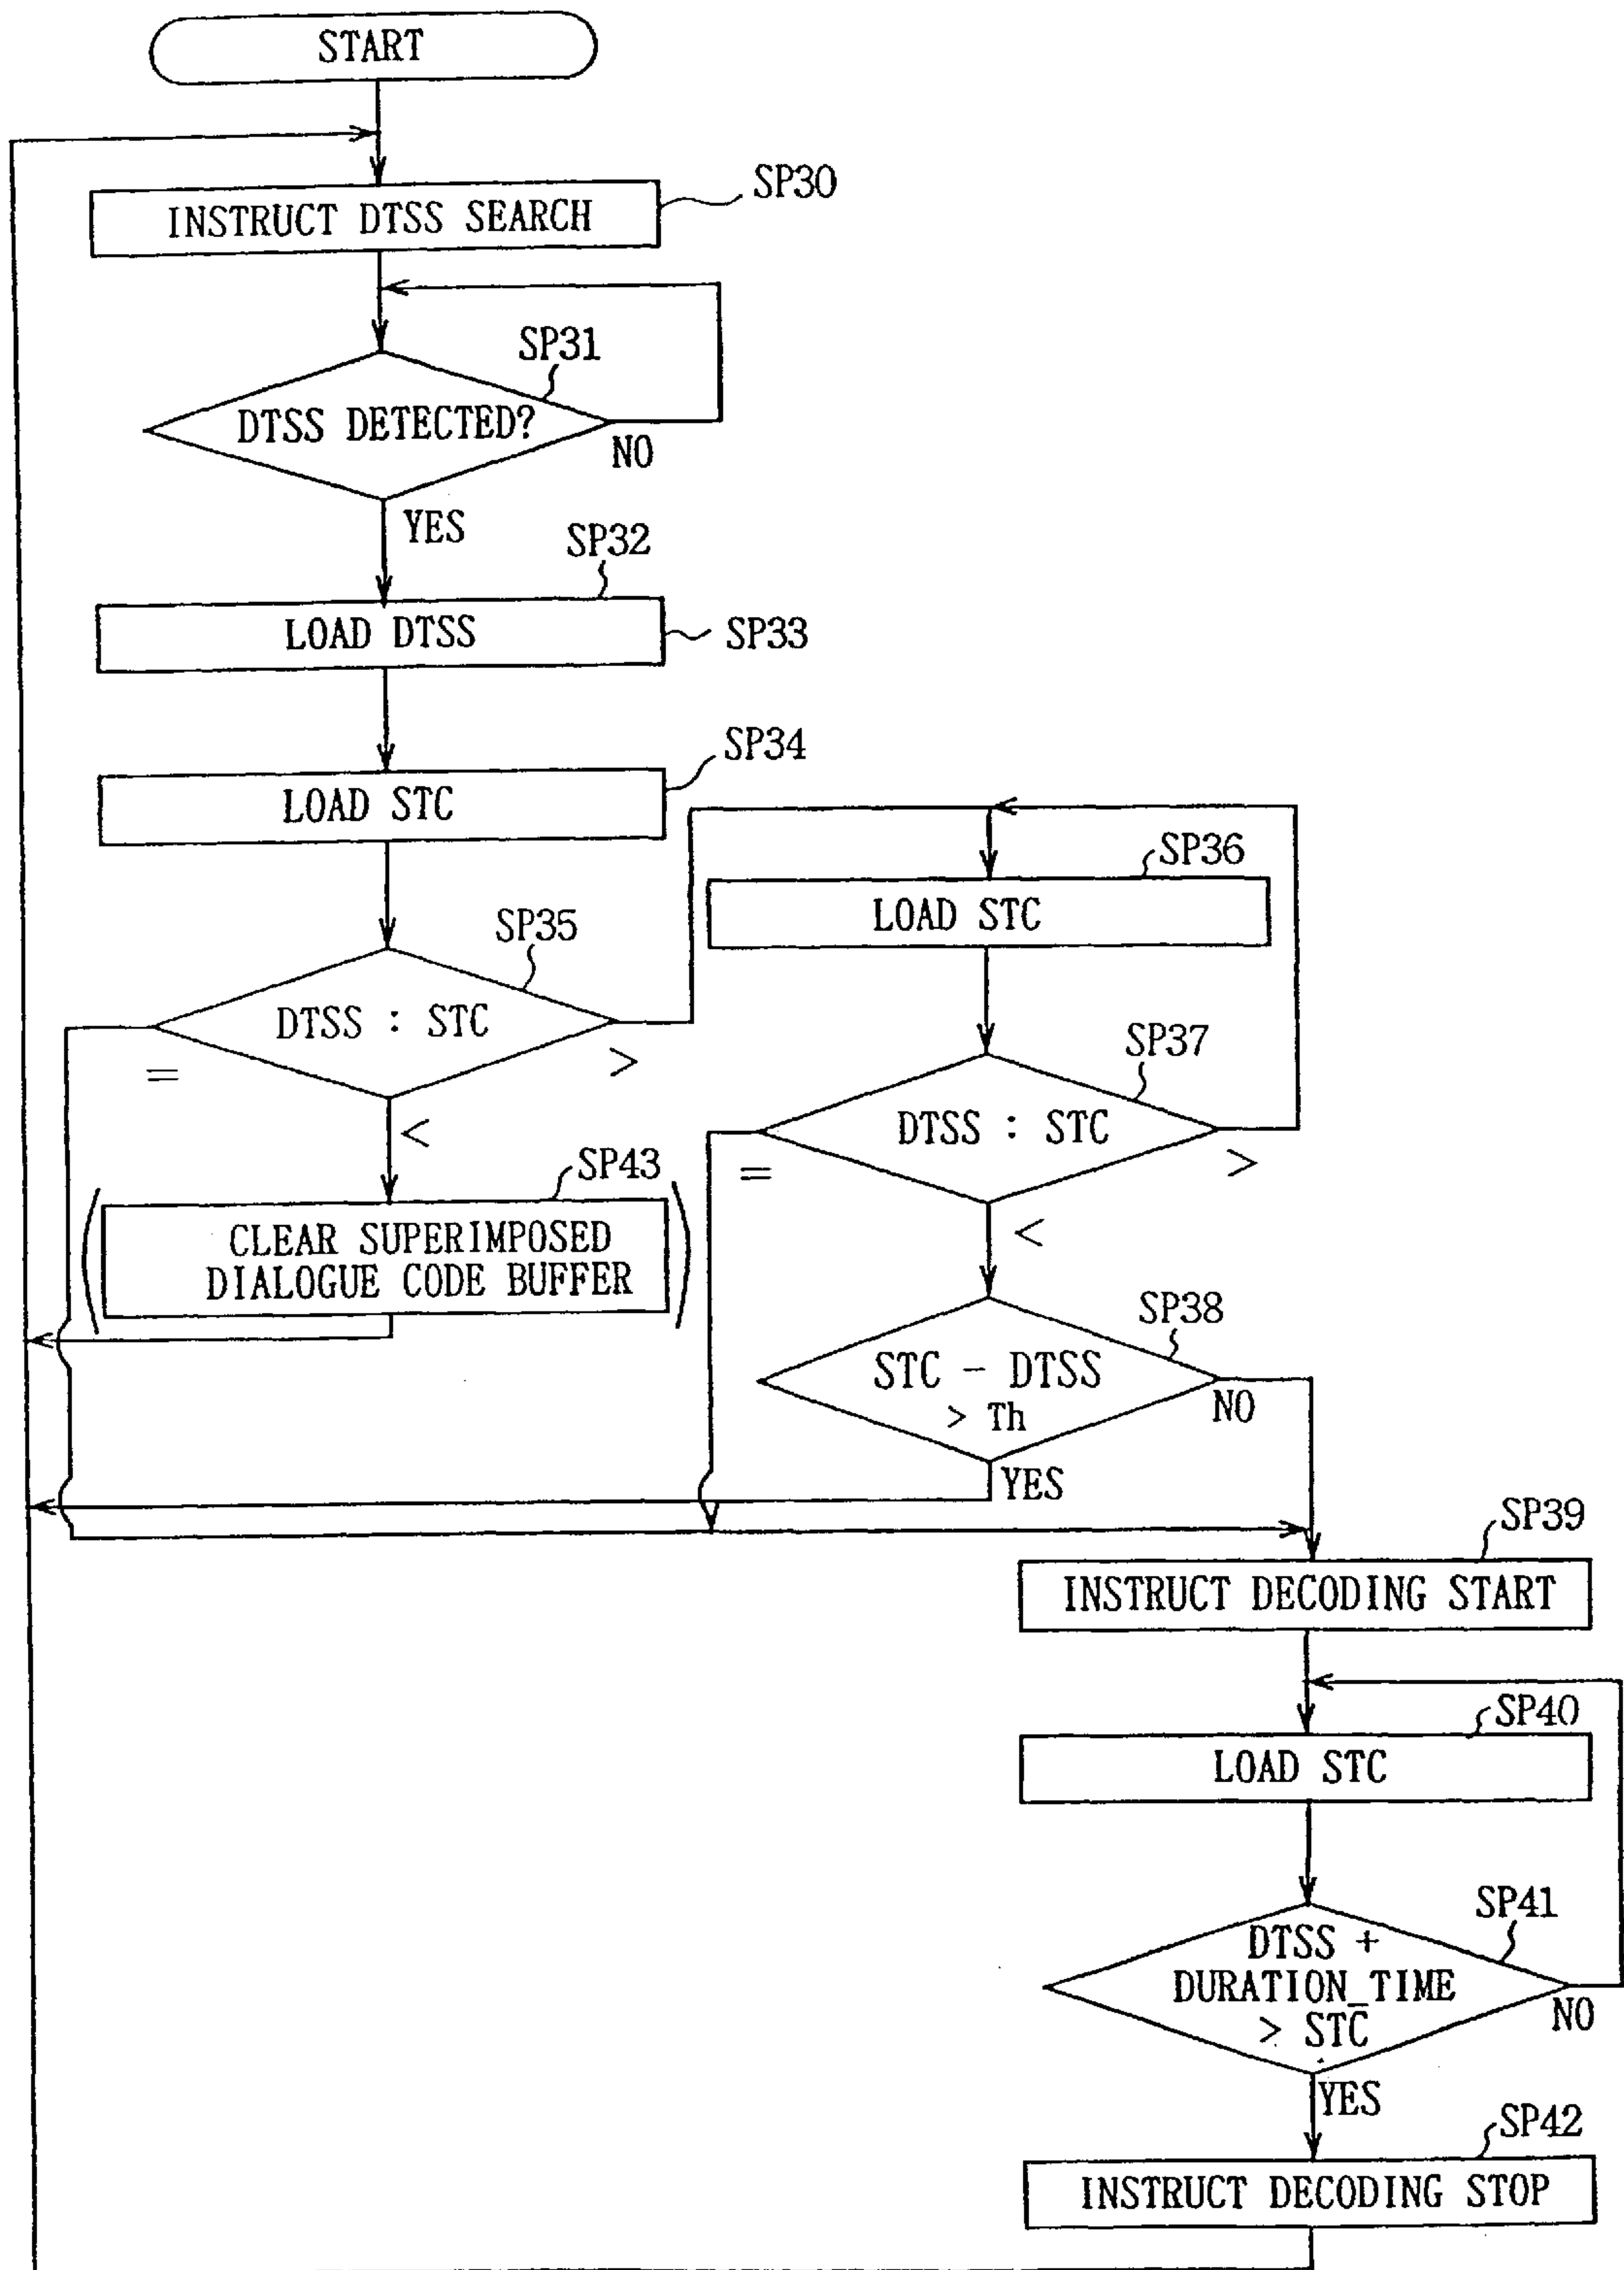 START
SP30
INSTRUCT DTSS SEARCH
SP31
DTSS DETECTED?
NO
YES
SP32
LOAD DTSS
SP33
SP34
LOAD STC
SP36
LOAD STC
SP35
DTSS : STC
=
>
<
SP37
DTSS : STC
=
>
<
SP43
CLEAR SUPERIMPOSED
DIALOGUE CODE BUFFER
SP38
STC - DTSS
> Th
NO
YES
SP39
INSTRUCT DECODING START
SP40
LOAD STC
SP41
DTSS +
DURATION_TIME
> STC
NO
YES
SP42
INSTRUCT DECODING STOP